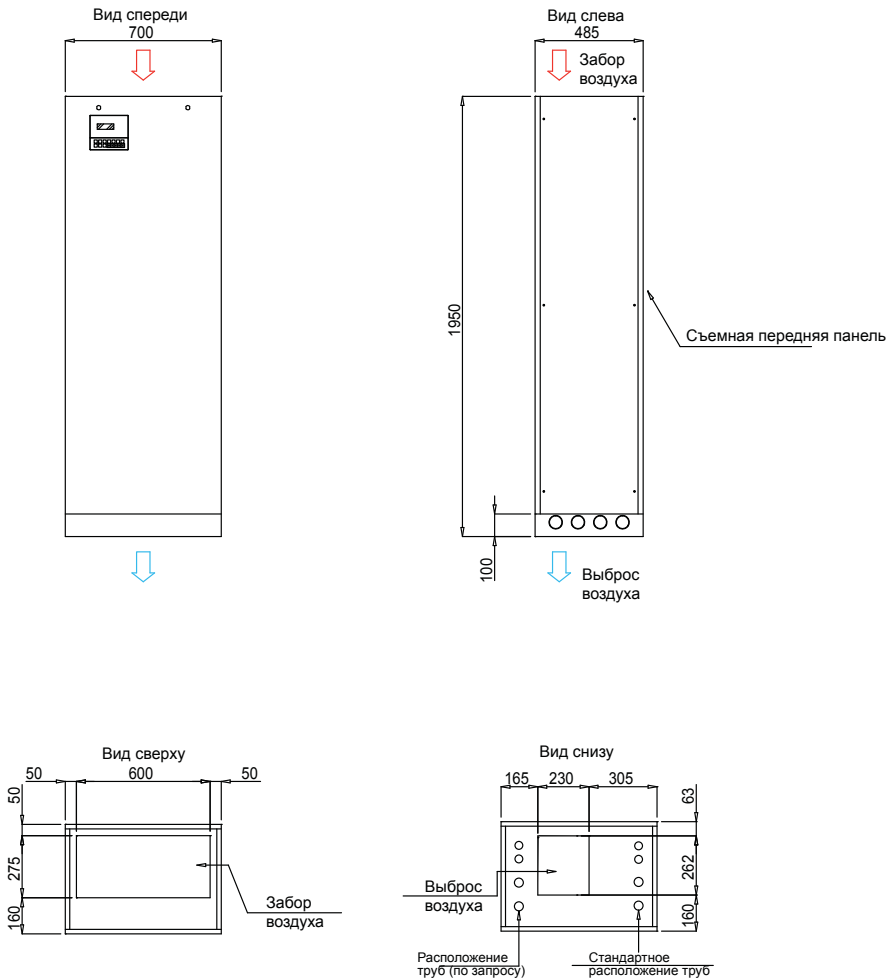 Вид спереди
700
Вид слева
485
Забор
воздуха
1950
Съемная передняя панель
100
Выброс
воздуха
Вид сверху
50
600
50
50
275
160
Забор
воздуха
Вид снизу
165
230
305
63
262
160
Выброс
воздуха
Расположение
труб (по запросу)
Стандартное
расположение труб